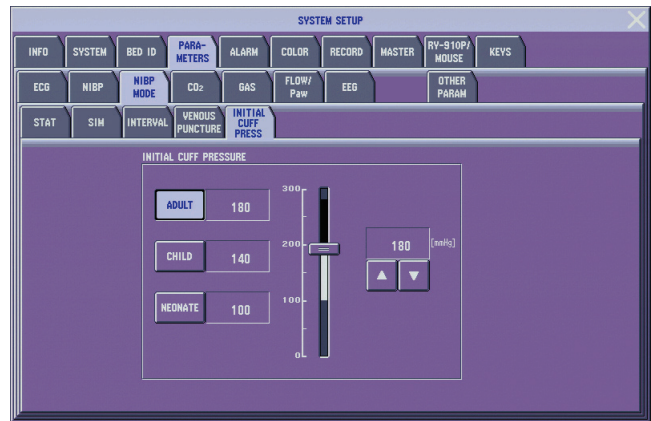 SYSTEM SETUP
INFO
SYSTEM
BED ID
PARA-
METERS
ALARM
COLOR
RECORD
MASTER
RY-910P/
MOUSE
KEYS
ECG
NIBP
NIBP
MODE
CO₂
GAS
FLOW/
Paw
EEG
OTHER
PARAM
STAT
SIM
INTERVAL
VENOUS
PUNCTURE
INITIAL
CUFF
PRESS
INITIAL CUFF PRESSURE
ADULT 180
CHILD 140
NEONATE 100
300
200
100
0
180 [mmHg]